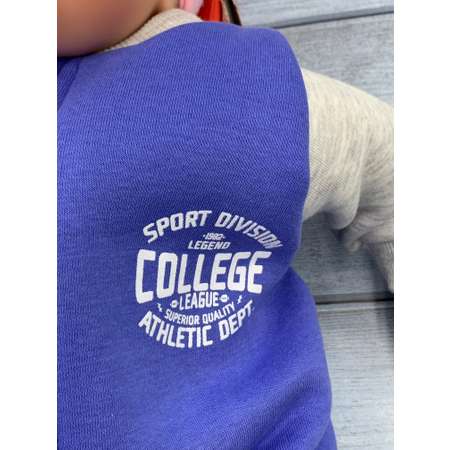 SPORT DIVISION
-1982-
LEGEND
COLLEGE
LEAGUE
SUPERIOR QUALITY
ATHLETIC DEPT.